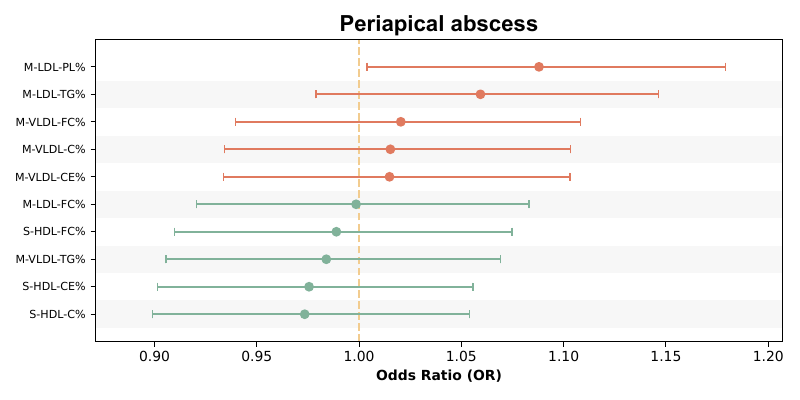 Periapical abscess
M-LDL-PL%
M-LDL-TG%
M-VLDL-FC%
M-VLDL-C%
M-VLDL-CE%
M-LDL-FC%
S-HDL-FC%
M-VLDL-TG%
S-HDL-CE%
S-HDL-C%
0.90 0.95 1.00 1.05 1.10 1.15 1.20
Odds Ratio (OR)